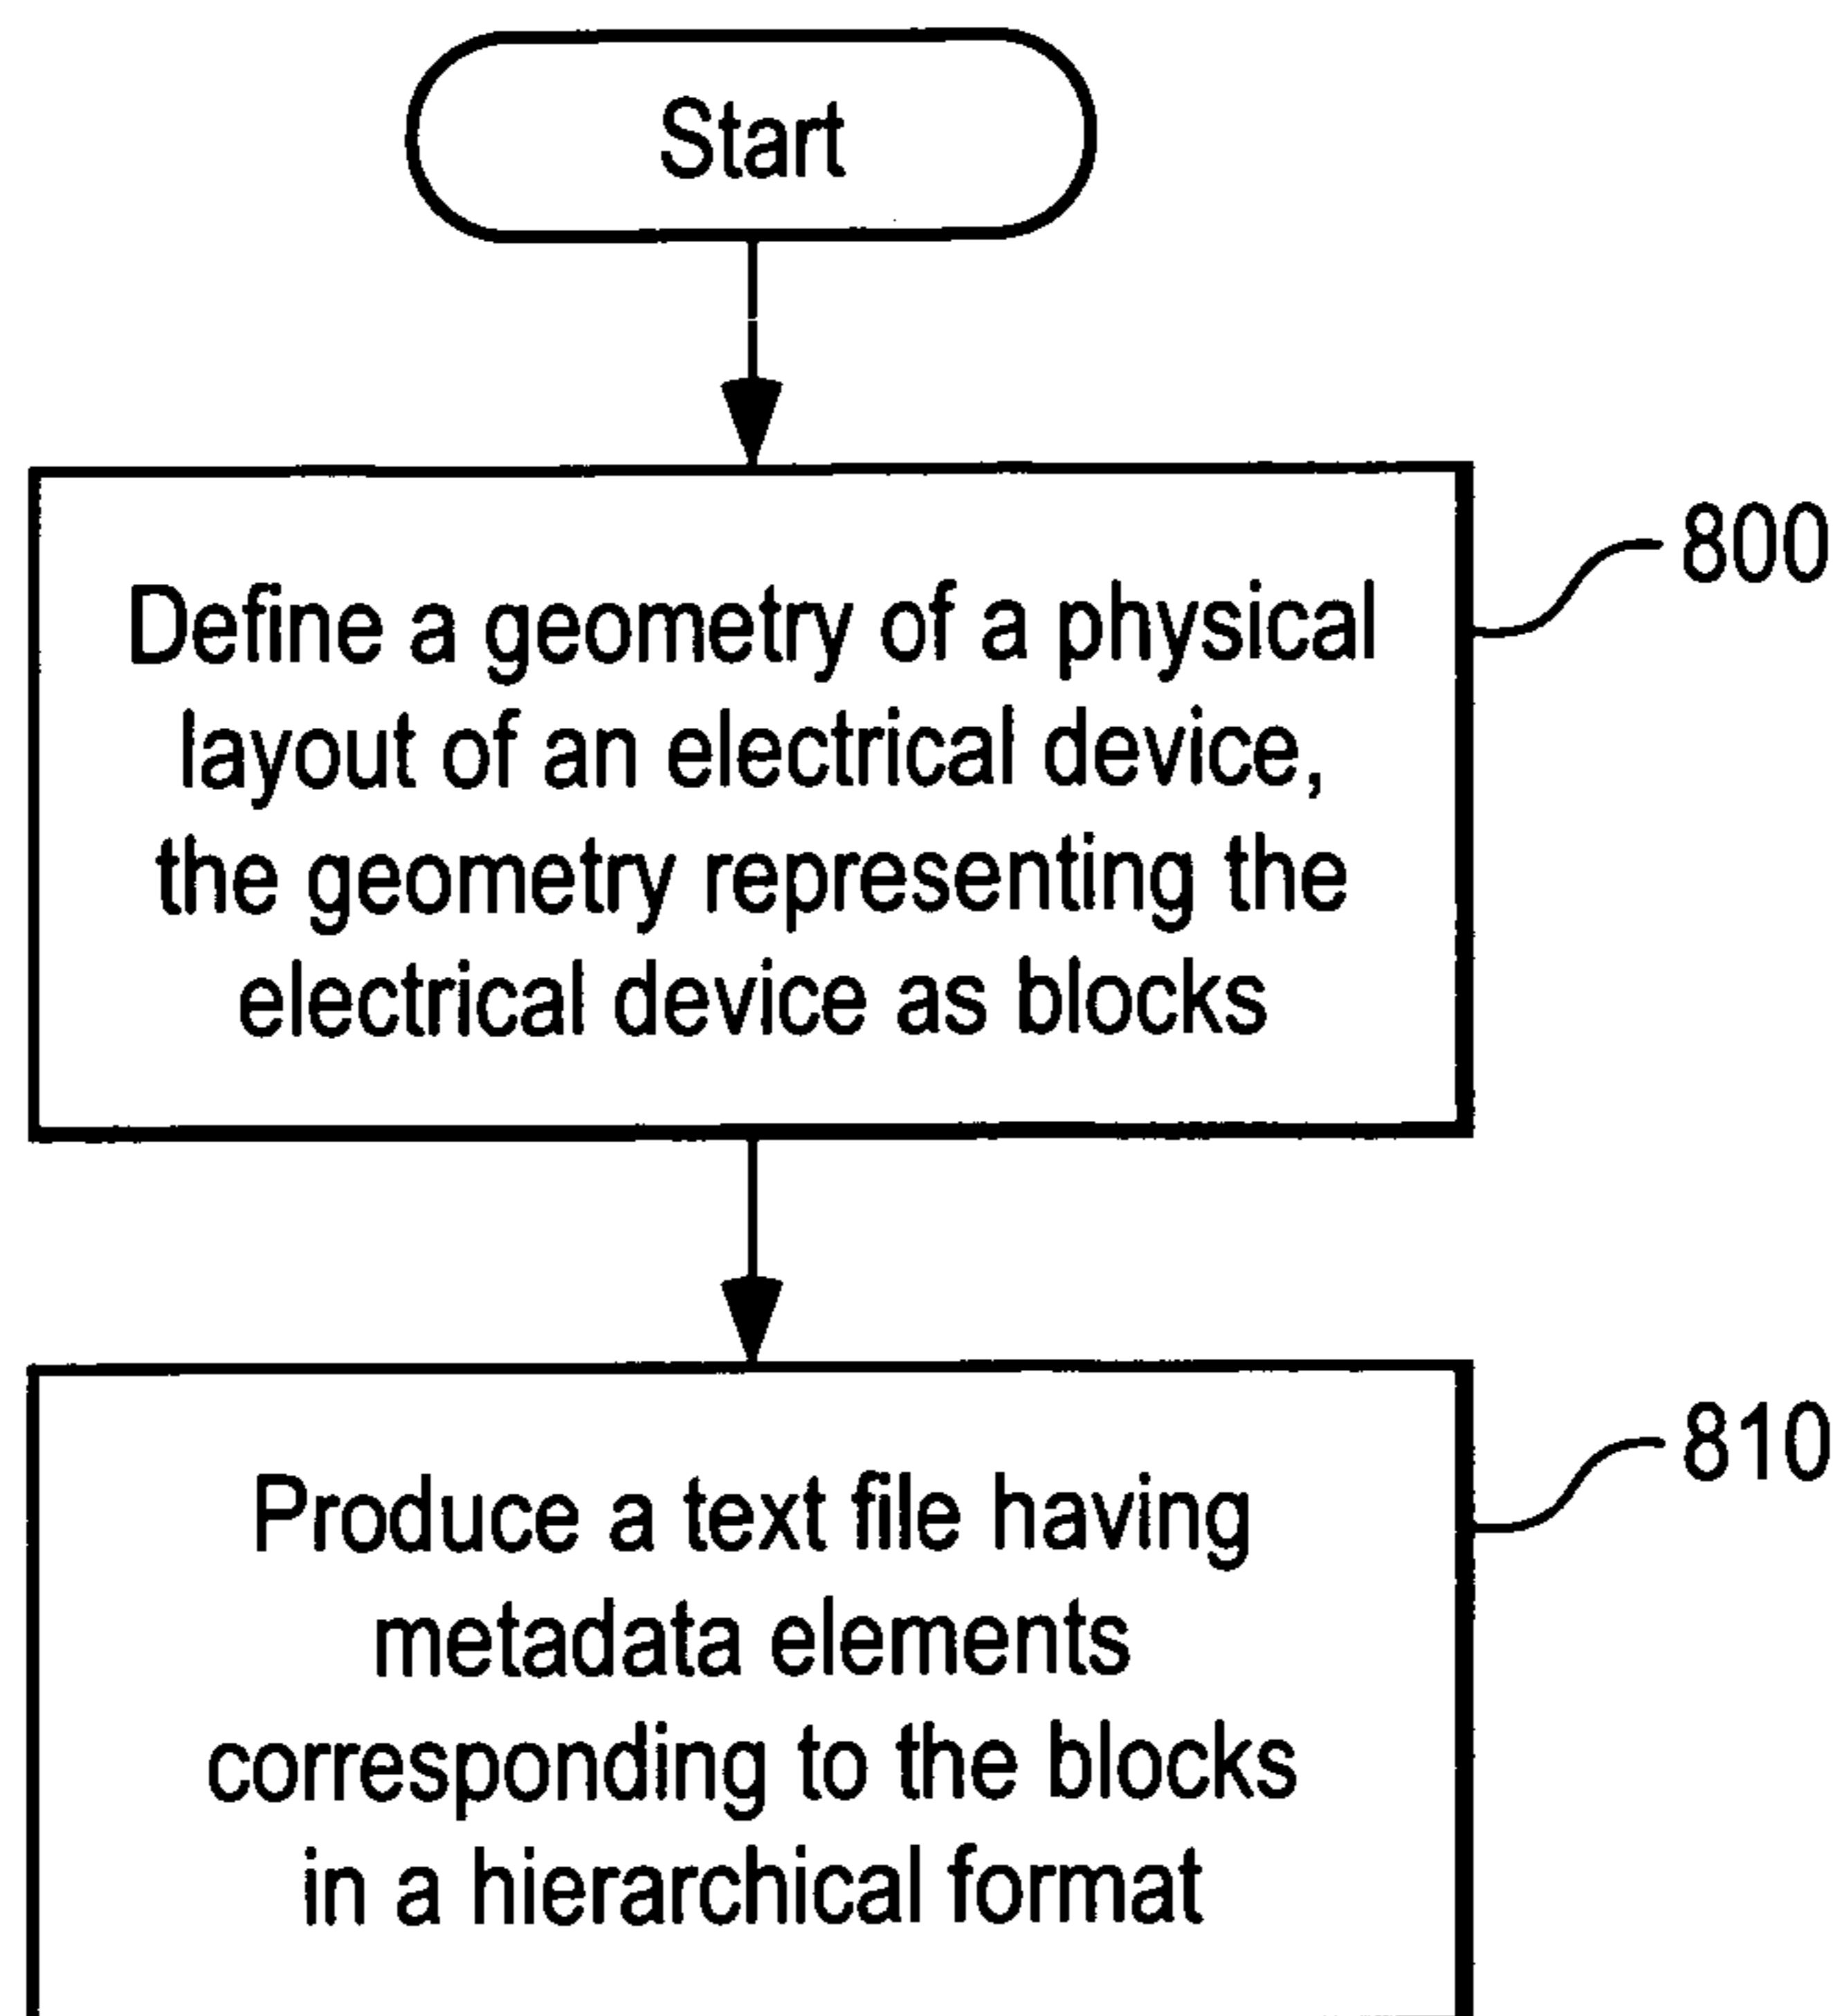 Start
800
Define a geometry of a physical
layout of an electrical device,
the geometry representing the
electrical device as blocks
810
Produce a text file having
metadata elements
corresponding to the blocks
in a hierarchical format